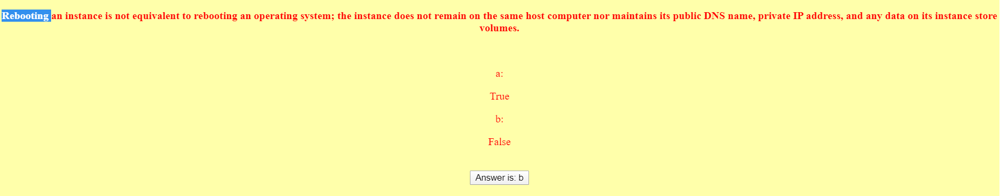 Rebooting an instance is not equivalent to rebooting an operating system; the instance does not remain on the same host computer nor maintains its public DNS name, private IP address, and any data on its instance store
volumes.
a:
True
b:
False
Answer is: b